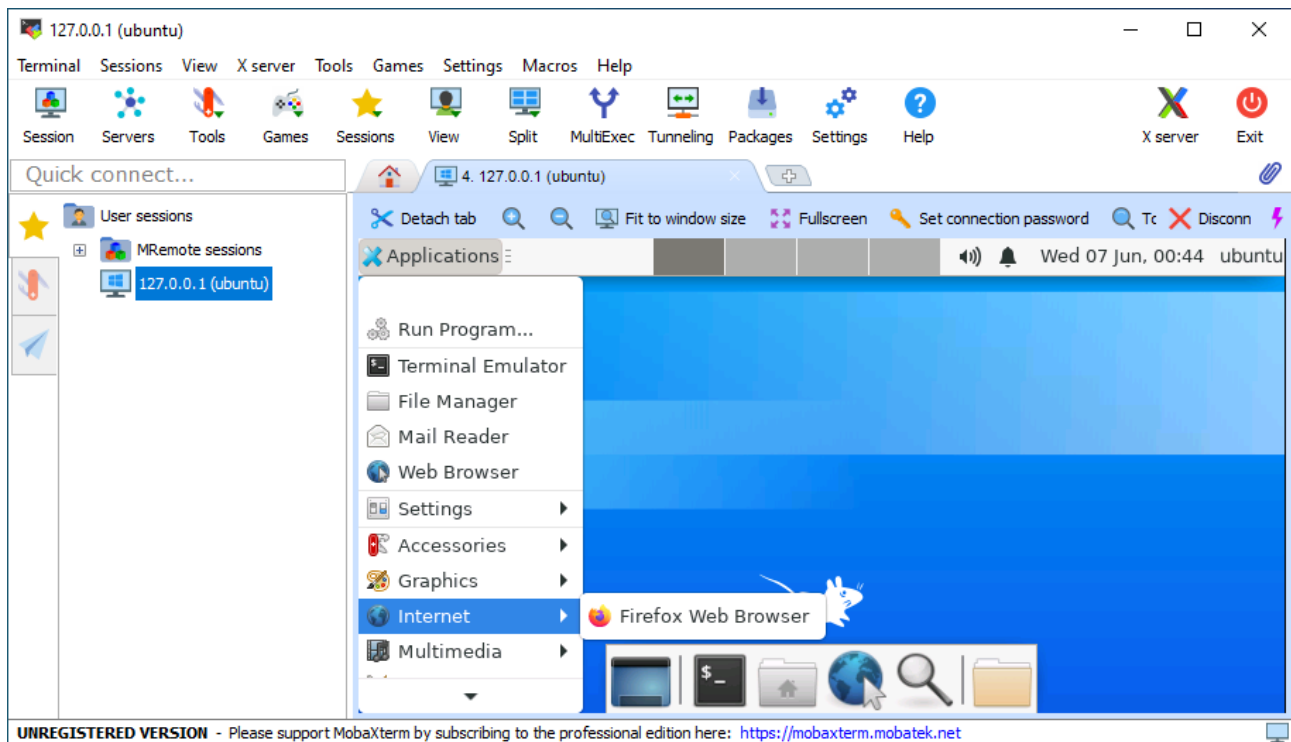 127.0.0.1 (ubuntu)
Terminal Sessions View X server Tools Games Settings Macros Help
Session Servers Tools Games Sessions View Split MultiExec Tunneling Packages Settings Help X server Exit
Quick connect...
4. 127.0.0.1 (ubuntu)
User sessions
MRemote sessions
127.0.0.1 (ubuntu)
Detach tab Fit to window size Fullscreen Set connection password Tc Disconn
Applications Wed 07 Jun, 00:44 ubuntu
Run Program...
Terminal Emulator
File Manager
Mail Reader
Web Browser
Settings
Accessories
Graphics
Internet Firefox Web Browser
Multimedia
$_
UNREGISTERED VERSION - Please support MobaXterm by subscribing to the professional edition here: https://mobaxterm.mobatek.net